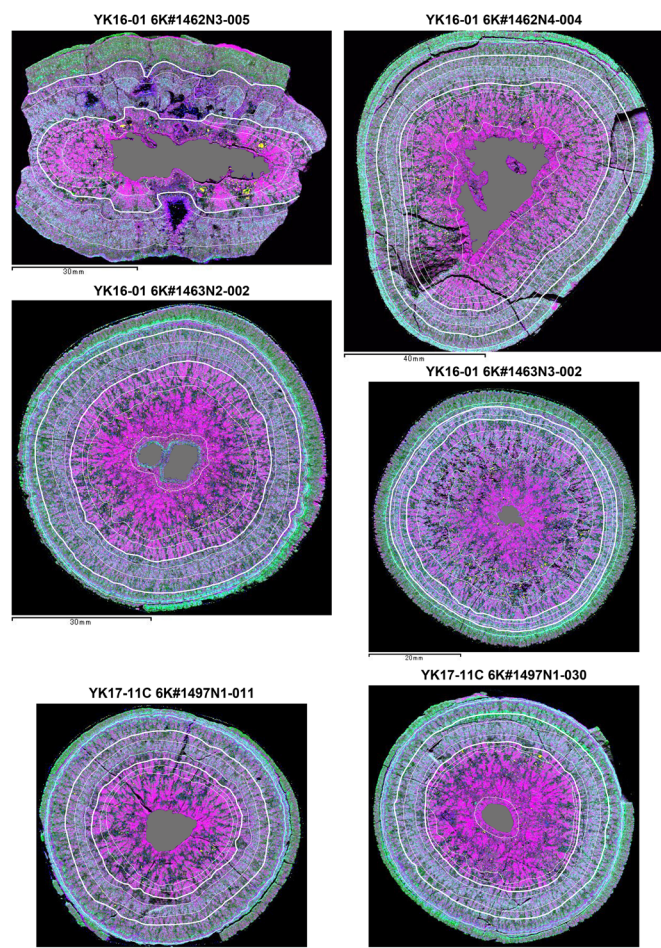 YK16-01 6K#1462N3-005
YK16-01 6K#1462N4-004
30mm
YK16-01 6K#1463N2-002
40mm
YK16-01 6K#1463N3-002
30mm
20mm
YK17-11C 6K#1497N1-011
YK17-11C 6K#1497N1-030